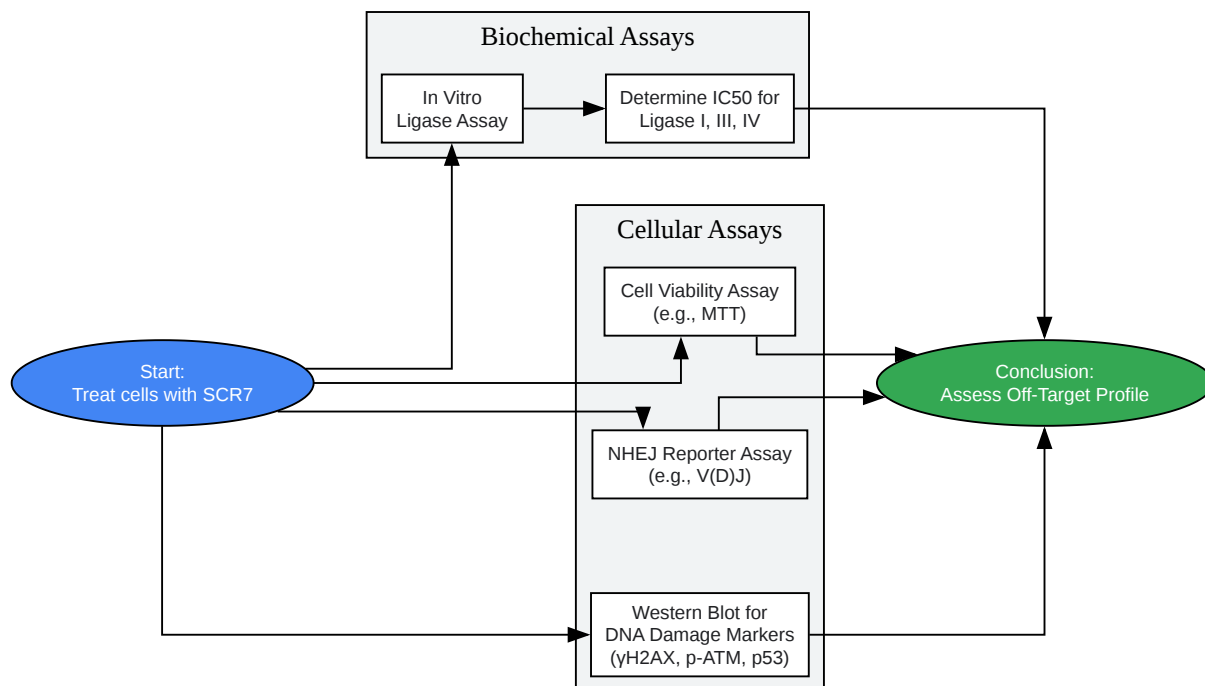 Biochemical Assays
In Vitro
Ligase Assay
Determine IC50 for
Ligase I, III, IV
Cellular Assays
Cell Viability Assay
(e.g., MTT)
Start:
Treat cells with SCR7
Conclusion:
Assess Off-Target Profile
NHEJ Reporter Assay
(e.g., V(D)J)
Western Blot for
DNA Damage Markers
(γH2AX, p-ATM, p53)